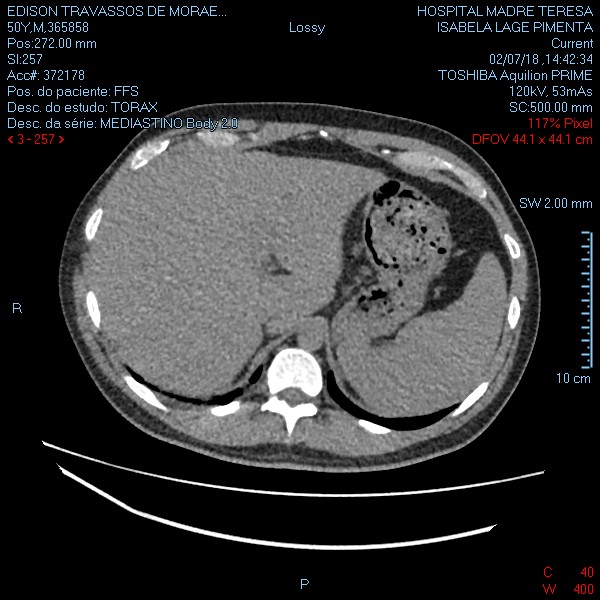 EDISON TRAVASSOS DE MORAE...
50Y,M,365858
Pos:272.00 mm
SI:257
Acc#: 372178
Pos. do paciente: FFS
Desc. do estudo: TORAX
Desc. da série: MEDIASTINO Body 2.0
< 3 - 257 >
Lossy
HOSPITAL MADRE TERESA
ISABELA LAGE PIMENTA
Current
02/07/18 ,14:42:34
TOSHIBA Aquilion PRIME
120kV, 53mAs
SC:500.00 mm
117% Pixel
DFOV 44.1 x 44.1 cm
SW 2.00 mm
R
10 cm
P
C 40
W 400